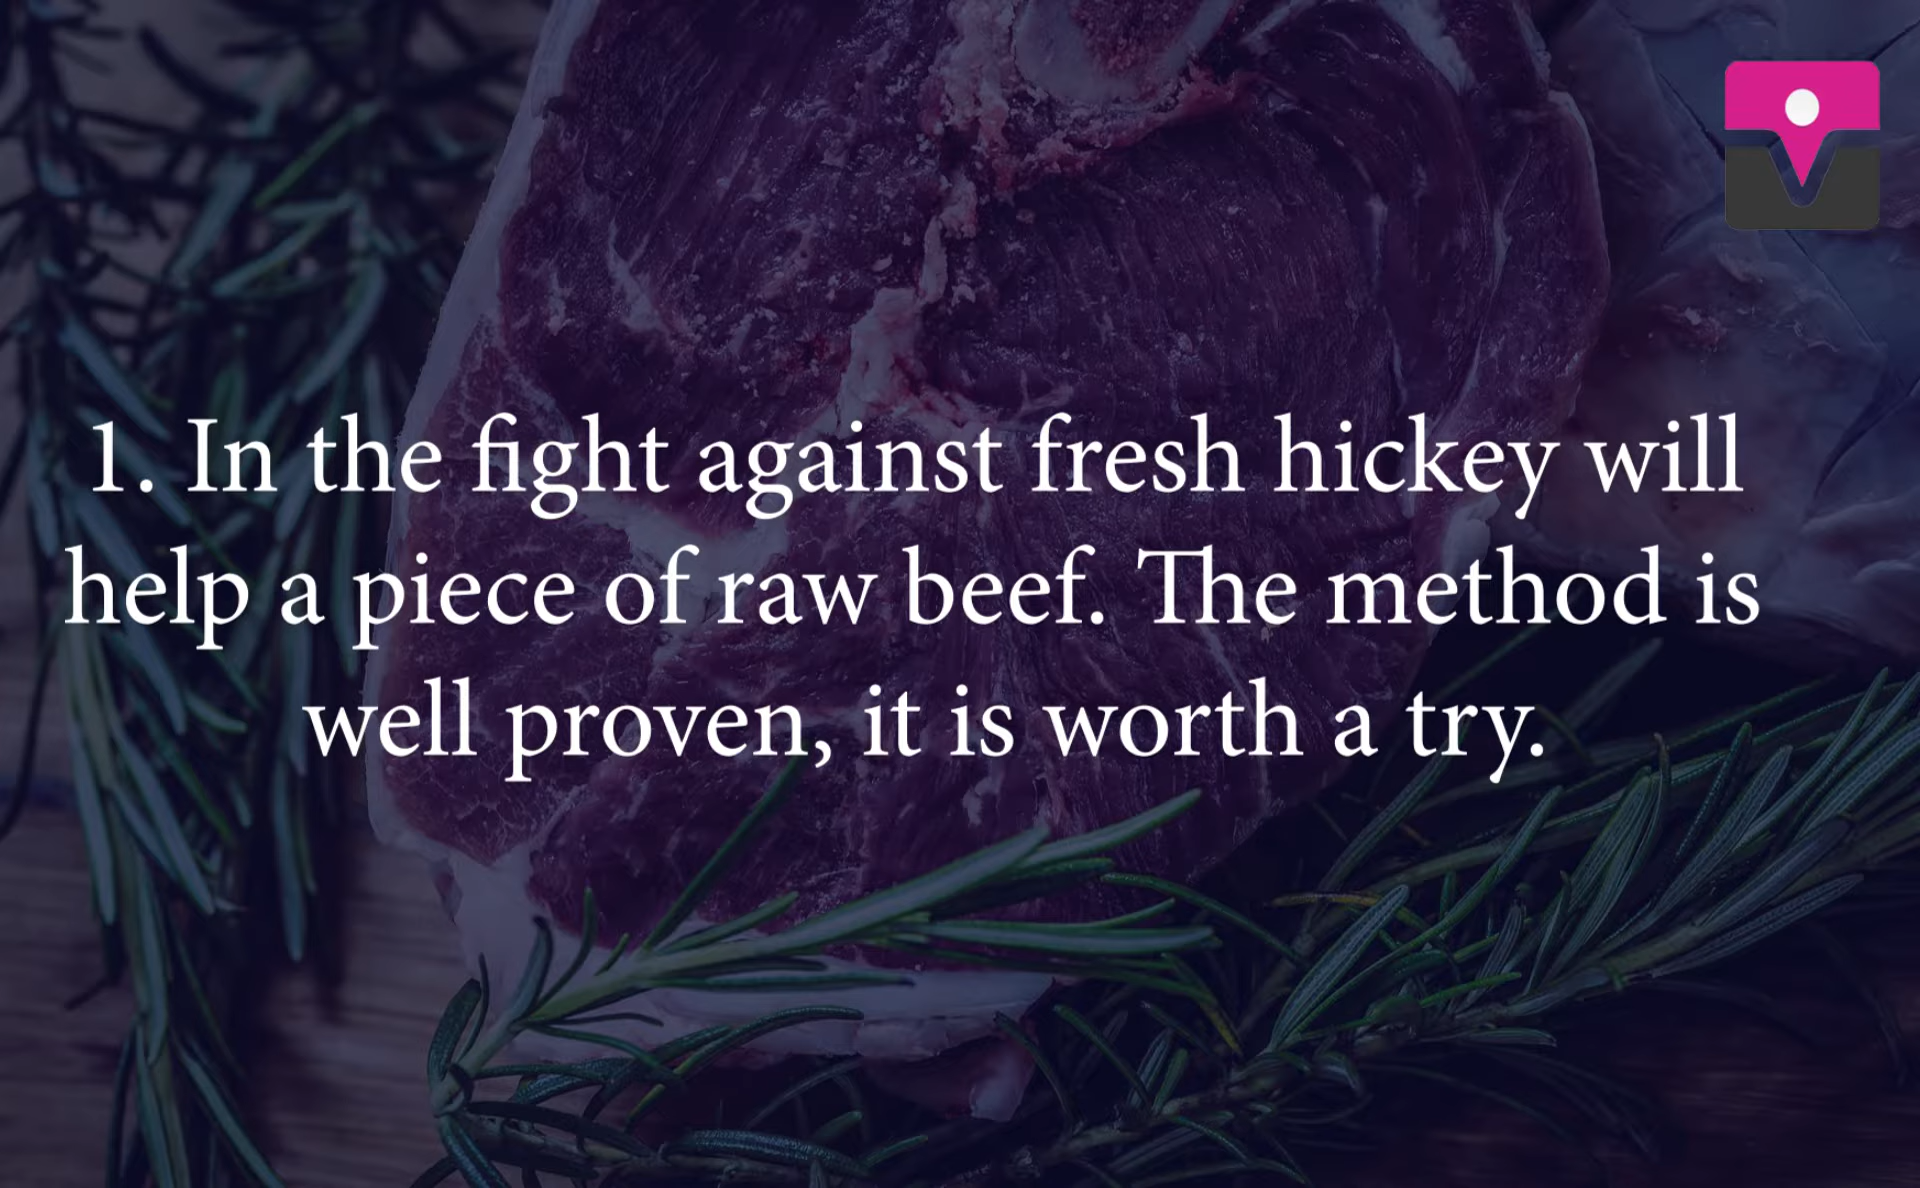 1. In the fight against fresh hickey will
help a piece of raw beef. The method is
well proven, it is worth a try.